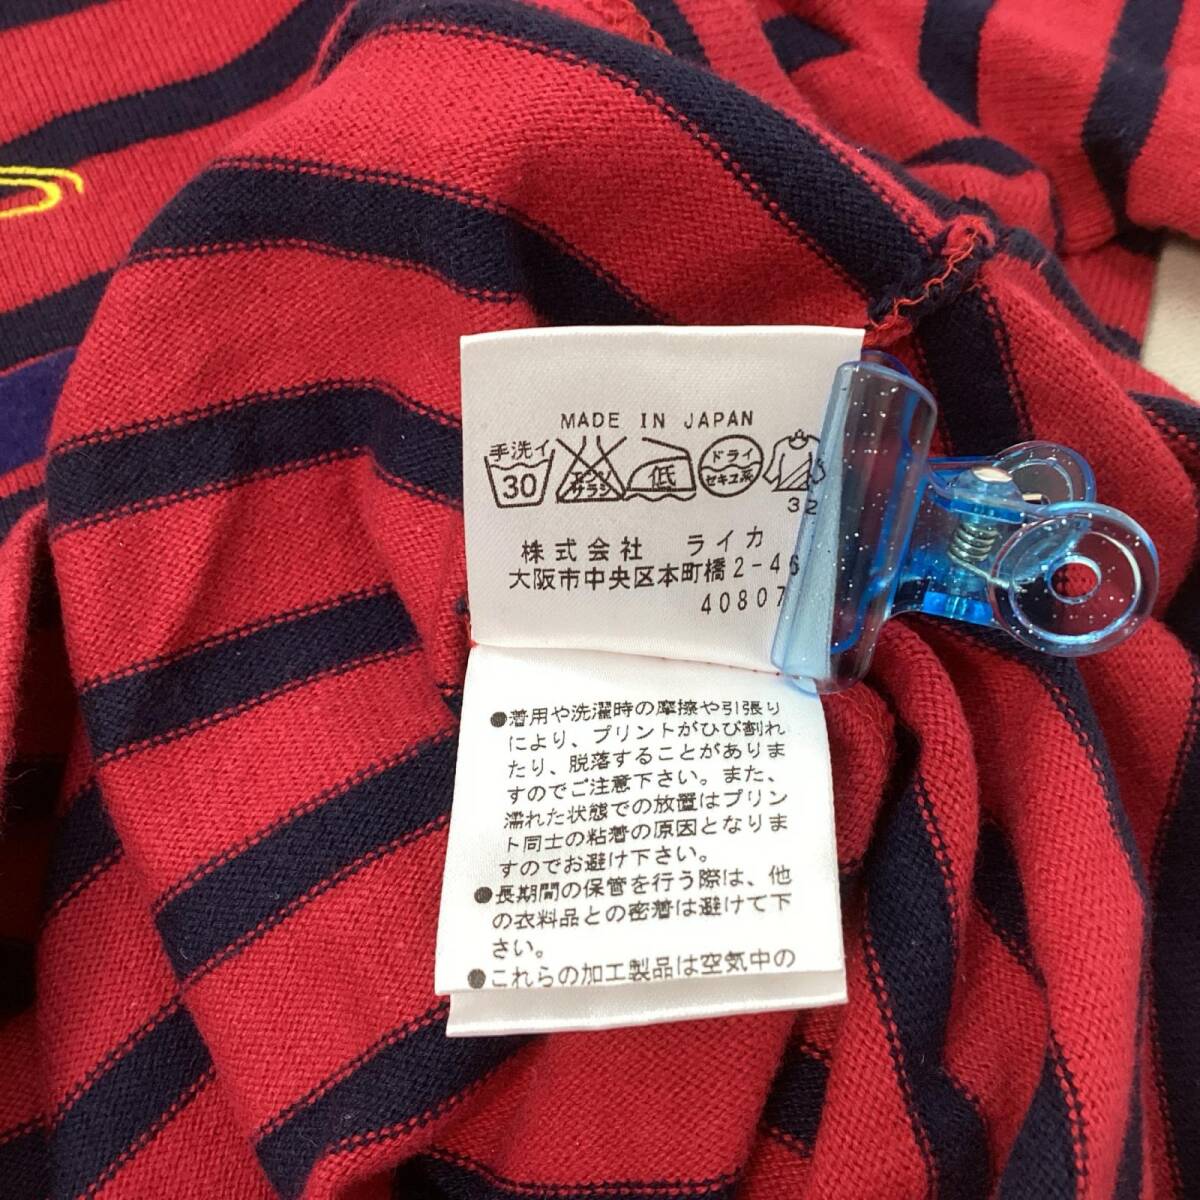 MADE IN JAPAN
手洗イ
30
エンソ
サラシ
低
ドライ
セキユ系
32
株式会社 ライカ
大阪市中央区本町橋2-46
40807
●着用や洗濯時の摩擦や引張り
により、プリントがひび割れ
たり、脱落することがありま
すのでご注意下さい。また、
濡れた状態での放置はプリン
ト同士の粘着の原因となりま
すのでお避け下さい。
●長期間の保管を行う際は、他
の衣料品との密着は避けて下
さい。
●これらの加工製品は空気中の